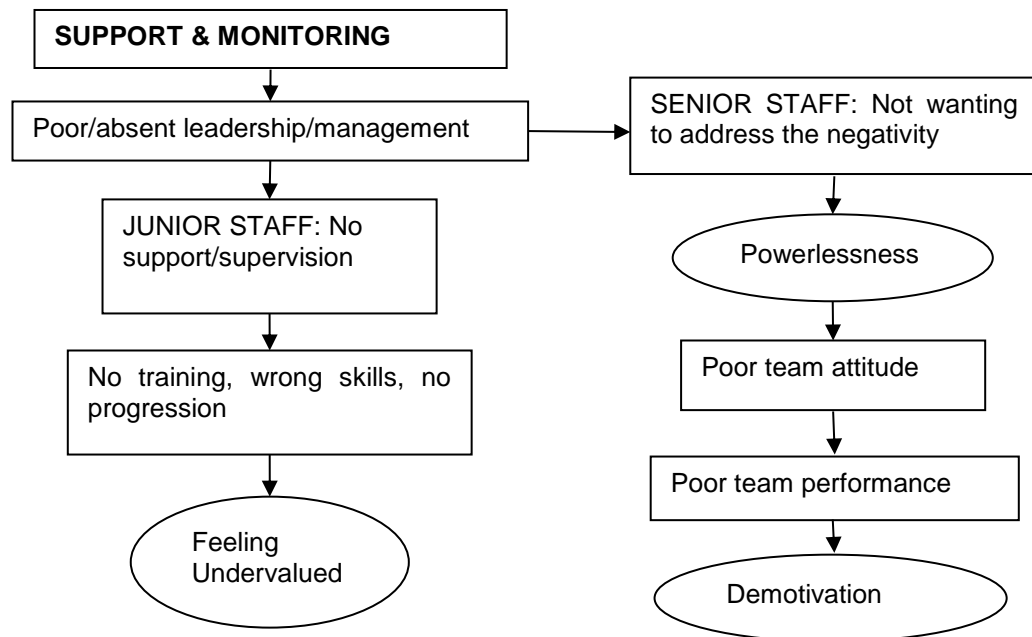 SUPPORT & MONITORING
Poor/absent leadership/management
SENIOR STAFF: Not wanting
to address the negativity
JUNIOR STAFF: No
support/supervision
Powerlessness
No training, wrong skills, no
progression
Poor team attitude
Poor team performance
Feeling
Undervalued
Demotivation